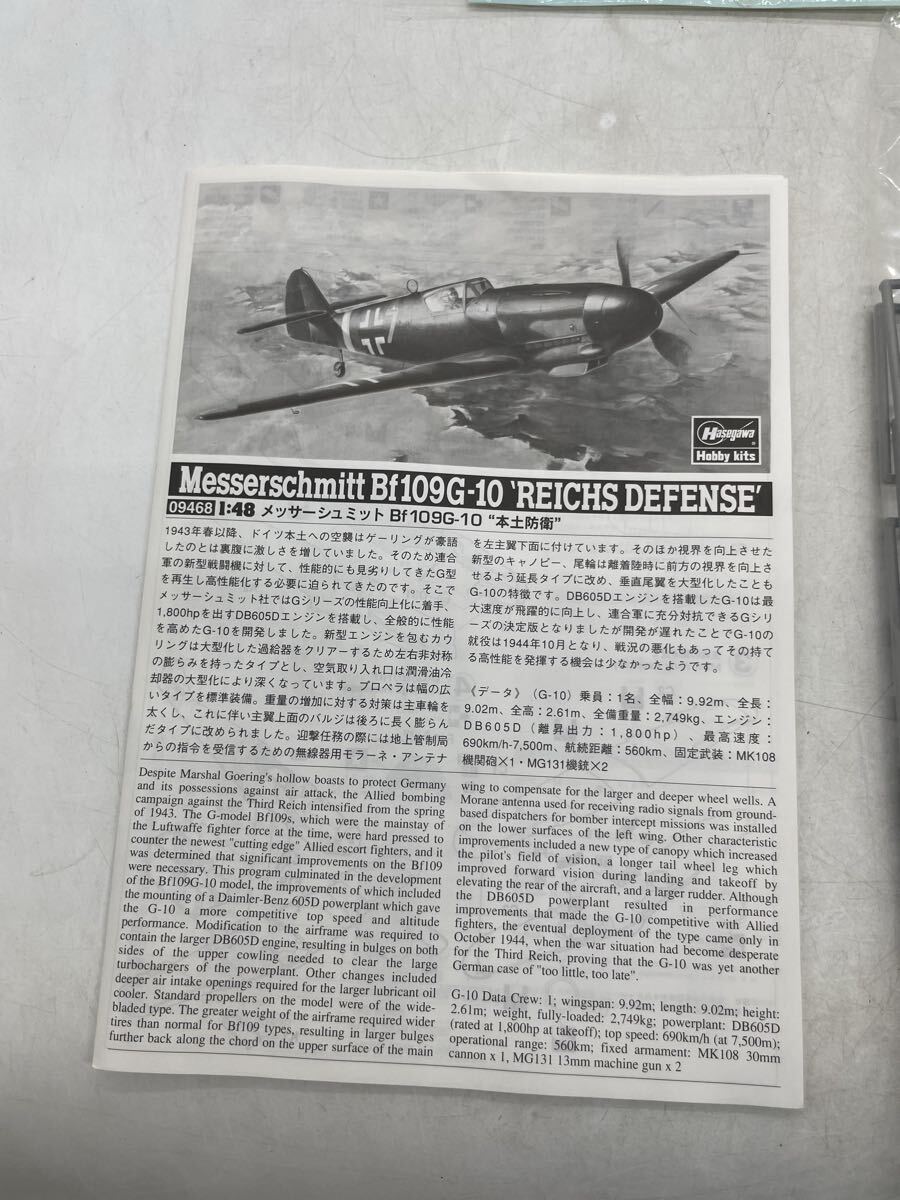 Hasegawa
Hobby kits
Messerschmitt Bf109G-10 'REICHS DEFENSE'
09468 1:48 メッサーシュミット Bf109G-10 “本土防衛”
1943年春以降、ドイツ本土への空襲はゲーリングが豪語
したのとは裏腹に激しさを増していました。そのため連合
軍の新型戦闘機に対して、性能的にも見劣りしてきたG型
を再生し高性能化する必要に迫られてきたのです。そこで
メッサーシュミット社ではGシリーズの性能向上化に着手、
1,800hpを出すDB605Dエンジンを搭載し、全般的に性能
を高めたG-10を開発しました。新型エンジンを包むカウ
リングは大型化した過給器をクリアーするため左右非対称
の膨らみを持ったタイプとし、空気取り入れ口は潤滑油冷
却器の大型化により深くなっています。プロペラは幅の広
いタイプを標準装備。重量の増加に対する対策は主車輪を
太くし、これに伴い主翼上面のバルジは後ろに長く膨らん
だタイプに改められました。迎撃任務の際には地上管制局
からの指令を受信するための無線器用モラーネ・アンテナ
を左主翼下面に付けています。そのほか視界を向上させた
新型のキャノピー、尾輪は離着陸時に前方の視界を向上さ
せるよう延長タイプに改め、垂直尾翼を大型化したことも
G-10の特徴です。DB605Dエンジンを搭載したG-10は最
大速度が飛躍的に向上し、連合軍に充分対抗できるGシリ
ーズの決定版となりましたが開発が遅れたことでG-10の
就役は1944年10月となり、戦況の悪化もあってその持て
る高性能を発揮する機会は少なかったようです。
《データ》（G-10）乗員：1名、全幅：9.92m、全長：
9.02m、全高：2.61m、全備重量：2,749kg、エンジン：
DB605D（離昇出力：1,800hp）、最高速度：
690km/h-7,500m、航続距離：560km、固定武装：MK108
機関砲×1・MG131機銃×2
Despite Marshal Goering's hollow boasts to protect Germany
and its possessions against air attack, the Allied bombing
campaign against the Third Reich intensified from the spring
of 1943. The G-model Bf109s, which were the mainstay of
the Luftwaffe fighter force at the time, were hard pressed to
counter the newest "cutting edge" Allied escort fighters, and it
was determined that significant improvements on the Bf109
were necessary. This program culminated in the development
of the Bf109G-10 model, the improvements of which included
the mounting of a Daimler-Benz 605D powerplant which gave
the G-10 a more competitive top speed and altitude
performance. Modification to the airframe was required to
contain the larger DB605D engine, resulting in bulges on both
sides of the upper cowling needed to clear the large
turbochargers of the powerplant. Other changes included
deeper air intake openings required for the larger lubricant oil
cooler. Standard propellers on the model were of the wide-
bladed type. The greater weight of the airframe required wider
tires than normal for Bf109 types, resulting in larger bulges
further back along the chord on the upper surface of the main
wing to compensate for the larger and deeper wheel wells. A
Morane antenna used for receiving radio signals from ground-
based dispatchers for bomber intercept missions was installed
on the lower surfaces of the left wing. Other characteristic
improvements included a new type of canopy which increased
the pilot's field of vision, a longer tail wheel leg which
improved forward vision during landing and takeoff by
elevating the rear of the aircraft, and a larger rudder. Although
the DB605D powerplant resulted in performance
improvements that made the G-10 competitive with Allied
fighters, the eventual deployment of the type came only in
October 1944, when the war situation had become desperate
for the Third Reich, proving that the G-10 was yet another
German case of "too little, too late".
G-10 Data Crew: 1; wingspan: 9.92m; length: 9.02m; height:
2.61m; weight, fully-loaded: 2,749kg; powerplant: DB605D
(rated at 1,800hp at takeoff); top speed: 690km/h (at 7,500m);
operational range: 560km; fixed armament: MK108 30mm
cannon x 1, MG131 13mm machine gun x 2